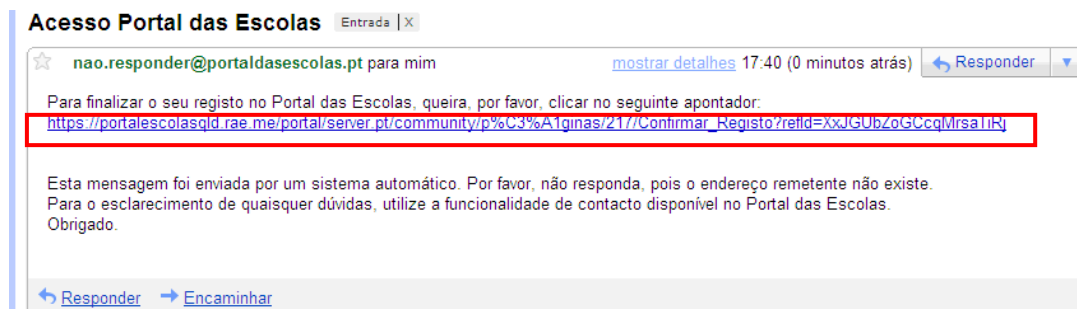 Acesso Portal das Escolas Entrada | X
nao.responder@portaldasescolas.pt para mim mostrar detalhes 17:40 (0 minutos atrás) Responder
Para finalizar o seu registo no Portal das Escolas, queira, por favor, clicar no seguinte apontador:
https://portalescolasqld.rae.me/portal/server.pt/community/p%C3%A1ginas/217/Confirmar_Registo?refId=XxJGUbZoGCcqMrsaTiRj
Esta mensagem foi enviada por um sistema automático. Por favor, não responda, pois o endereço remetente não existe.
Para o esclarecimento de quaisquer dúvidas, utilize a funcionalidade de contacto disponível no Portal das Escolas.
Obrigado.
Responder Encaminhar